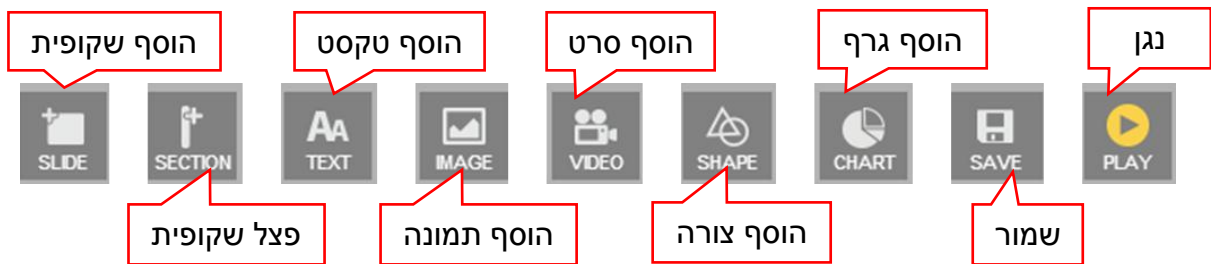 הוסף שקופית
הוסף טקסט
הוסף סרט
הוסף גרף
נגן
SLIDE
SECTION
AA
TEXT
IMAGE
VIDEO
SHAPE
CHART
SAVE
PLAY
פצל שקופית
הוסף תמונה
הוסף צורה
שמור